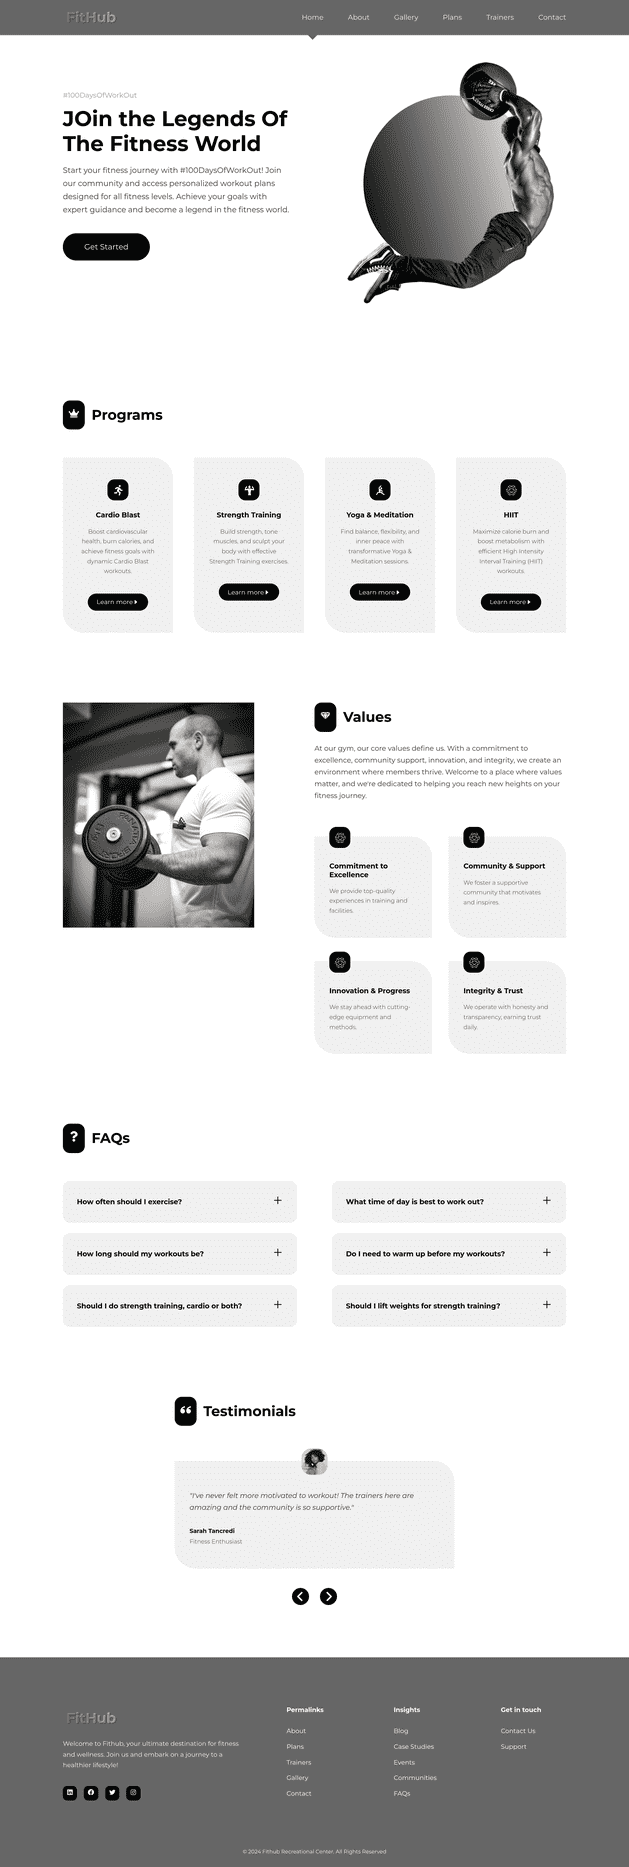 FitHub
Home About Gallery Plans Trainers Contact
#100DaysOfWorkOut
JOin the Legends Of
The Fitness World
Start your fitness journey with #100DaysOfWorkOut! Join
our community and access personalized workout plans
designed for all fitness levels. Achieve your goals with
expert guidance and become a legend in the fitness world.
Get Started
Programs
Cardio Blast
Boost cardiovascular
health, burn calories, and
achieve fitness goals with
dynamic Cardio Blast
workouts.
Learn more
Strength Training
Build strength, tone
muscles, and sculpt your
body with effective
Strength Training exercises.
Learn more
Yoga & Meditation
Find balance, flexibility, and
inner peace with
transformative Yoga &
Meditation sessions.
Learn more
HIIT
Maximize calorie burn and
boost metabolism with
efficient High Intensity
Interval Training (HIIT)
workouts.
Learn more
Values
At our gym, our core values define us. With a commitment to
excellence, community support, innovation, and integrity, we create an
environment where members thrive. Welcome to a place where values
matter, and we're dedicated to helping you reach new heights on your
fitness journey.
Commitment to
Excellence
We provide top-quality
experiences in training and
facilities.
Community & Support
We foster a supportive
community that motivates
and inspires.
Innovation & Progress
We stay ahead with cutting-
edge equipment and
methods.
Integrity & Trust
We operate with honesty and
transparency, earning trust
daily.
FAQs
How often should I exercise?
What time of day is best to work out?
How long should my workouts be?
Do I need to warm up before my workouts?
Should I do strength training, cardio or both?
Should I lift weights for strength training?
Testimonials
"I've never felt more motivated to workout! The trainers here are
amazing and the community is so supportive."
Sarah Tancredi
Fitness Enthusiast
FitHub
Welcome to Fithub, your ultimate destination for fitness
and wellness. Join us and embark on a journey to a
healthier lifestyle!
Permalinks
About
Plans
Trainers
Gallery
Contact
Insights
Blog
Case Studies
Events
Communities
FAQs
Get in touch
Contact Us
Support
© 2024 Fithub Recreational Center. All Rights Reserved